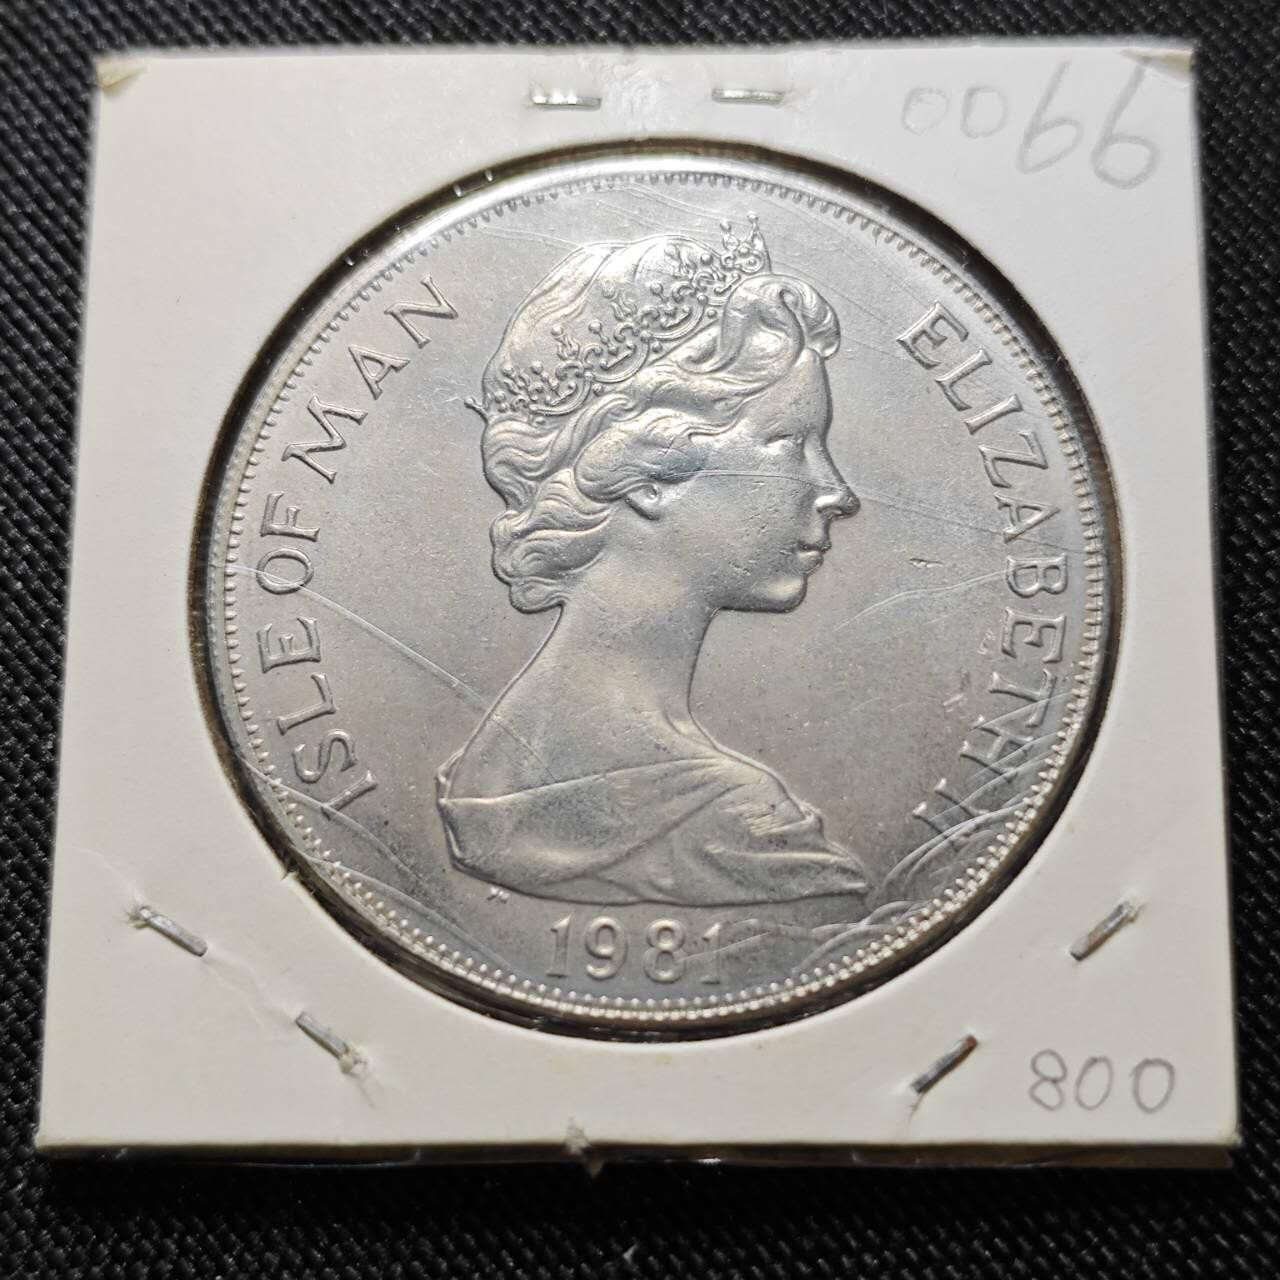 0066
ISLE OF MAN
ELIZABETH II
1981
800